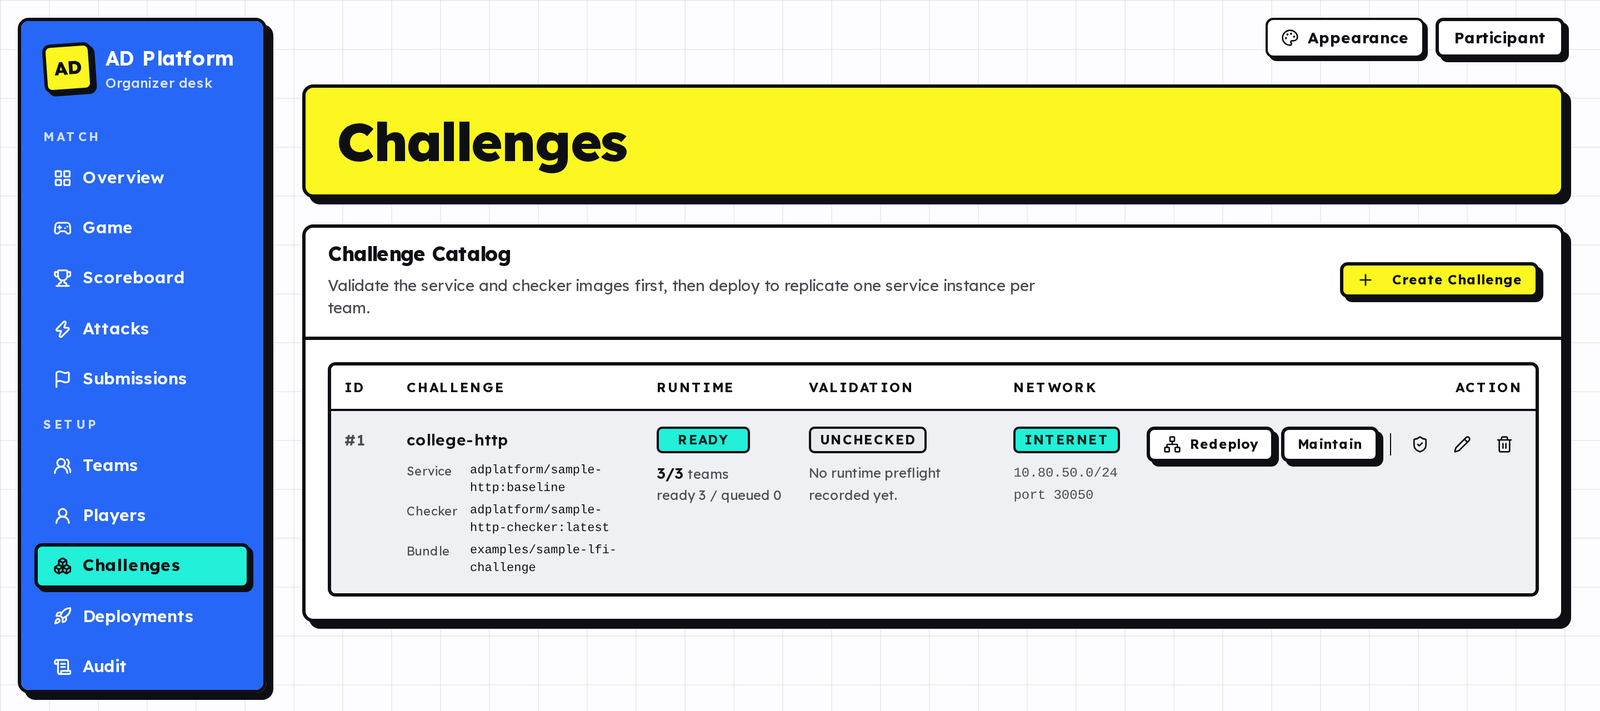 AD
AD Platform
Organizer desk
MATCH
Overview
Game
Scoreboard
Attacks
Submissions
SETUP
Teams
Players
Challenges
Deployments
Audit
Appearance
Participant
Challenges
Challenge Catalog
Validate the service and checker images first, then deploy to replicate one service instance per
team.
Create Challenge
ID CHALLENGE RUNTIME VALIDATION NETWORK ACTION
#1
college-http
Service adplatform/sample-
http:baseline
Checker adplatform/sample-
http-checker:latest
Bundle examples/sample-lfi-
challenge
READY
3/3 teams
ready 3 / queued 0
UNCHECKED
No runtime preflight
recorded yet.
INTERNET
10.80.50.0/24
port 30050
Redeploy
Maintain